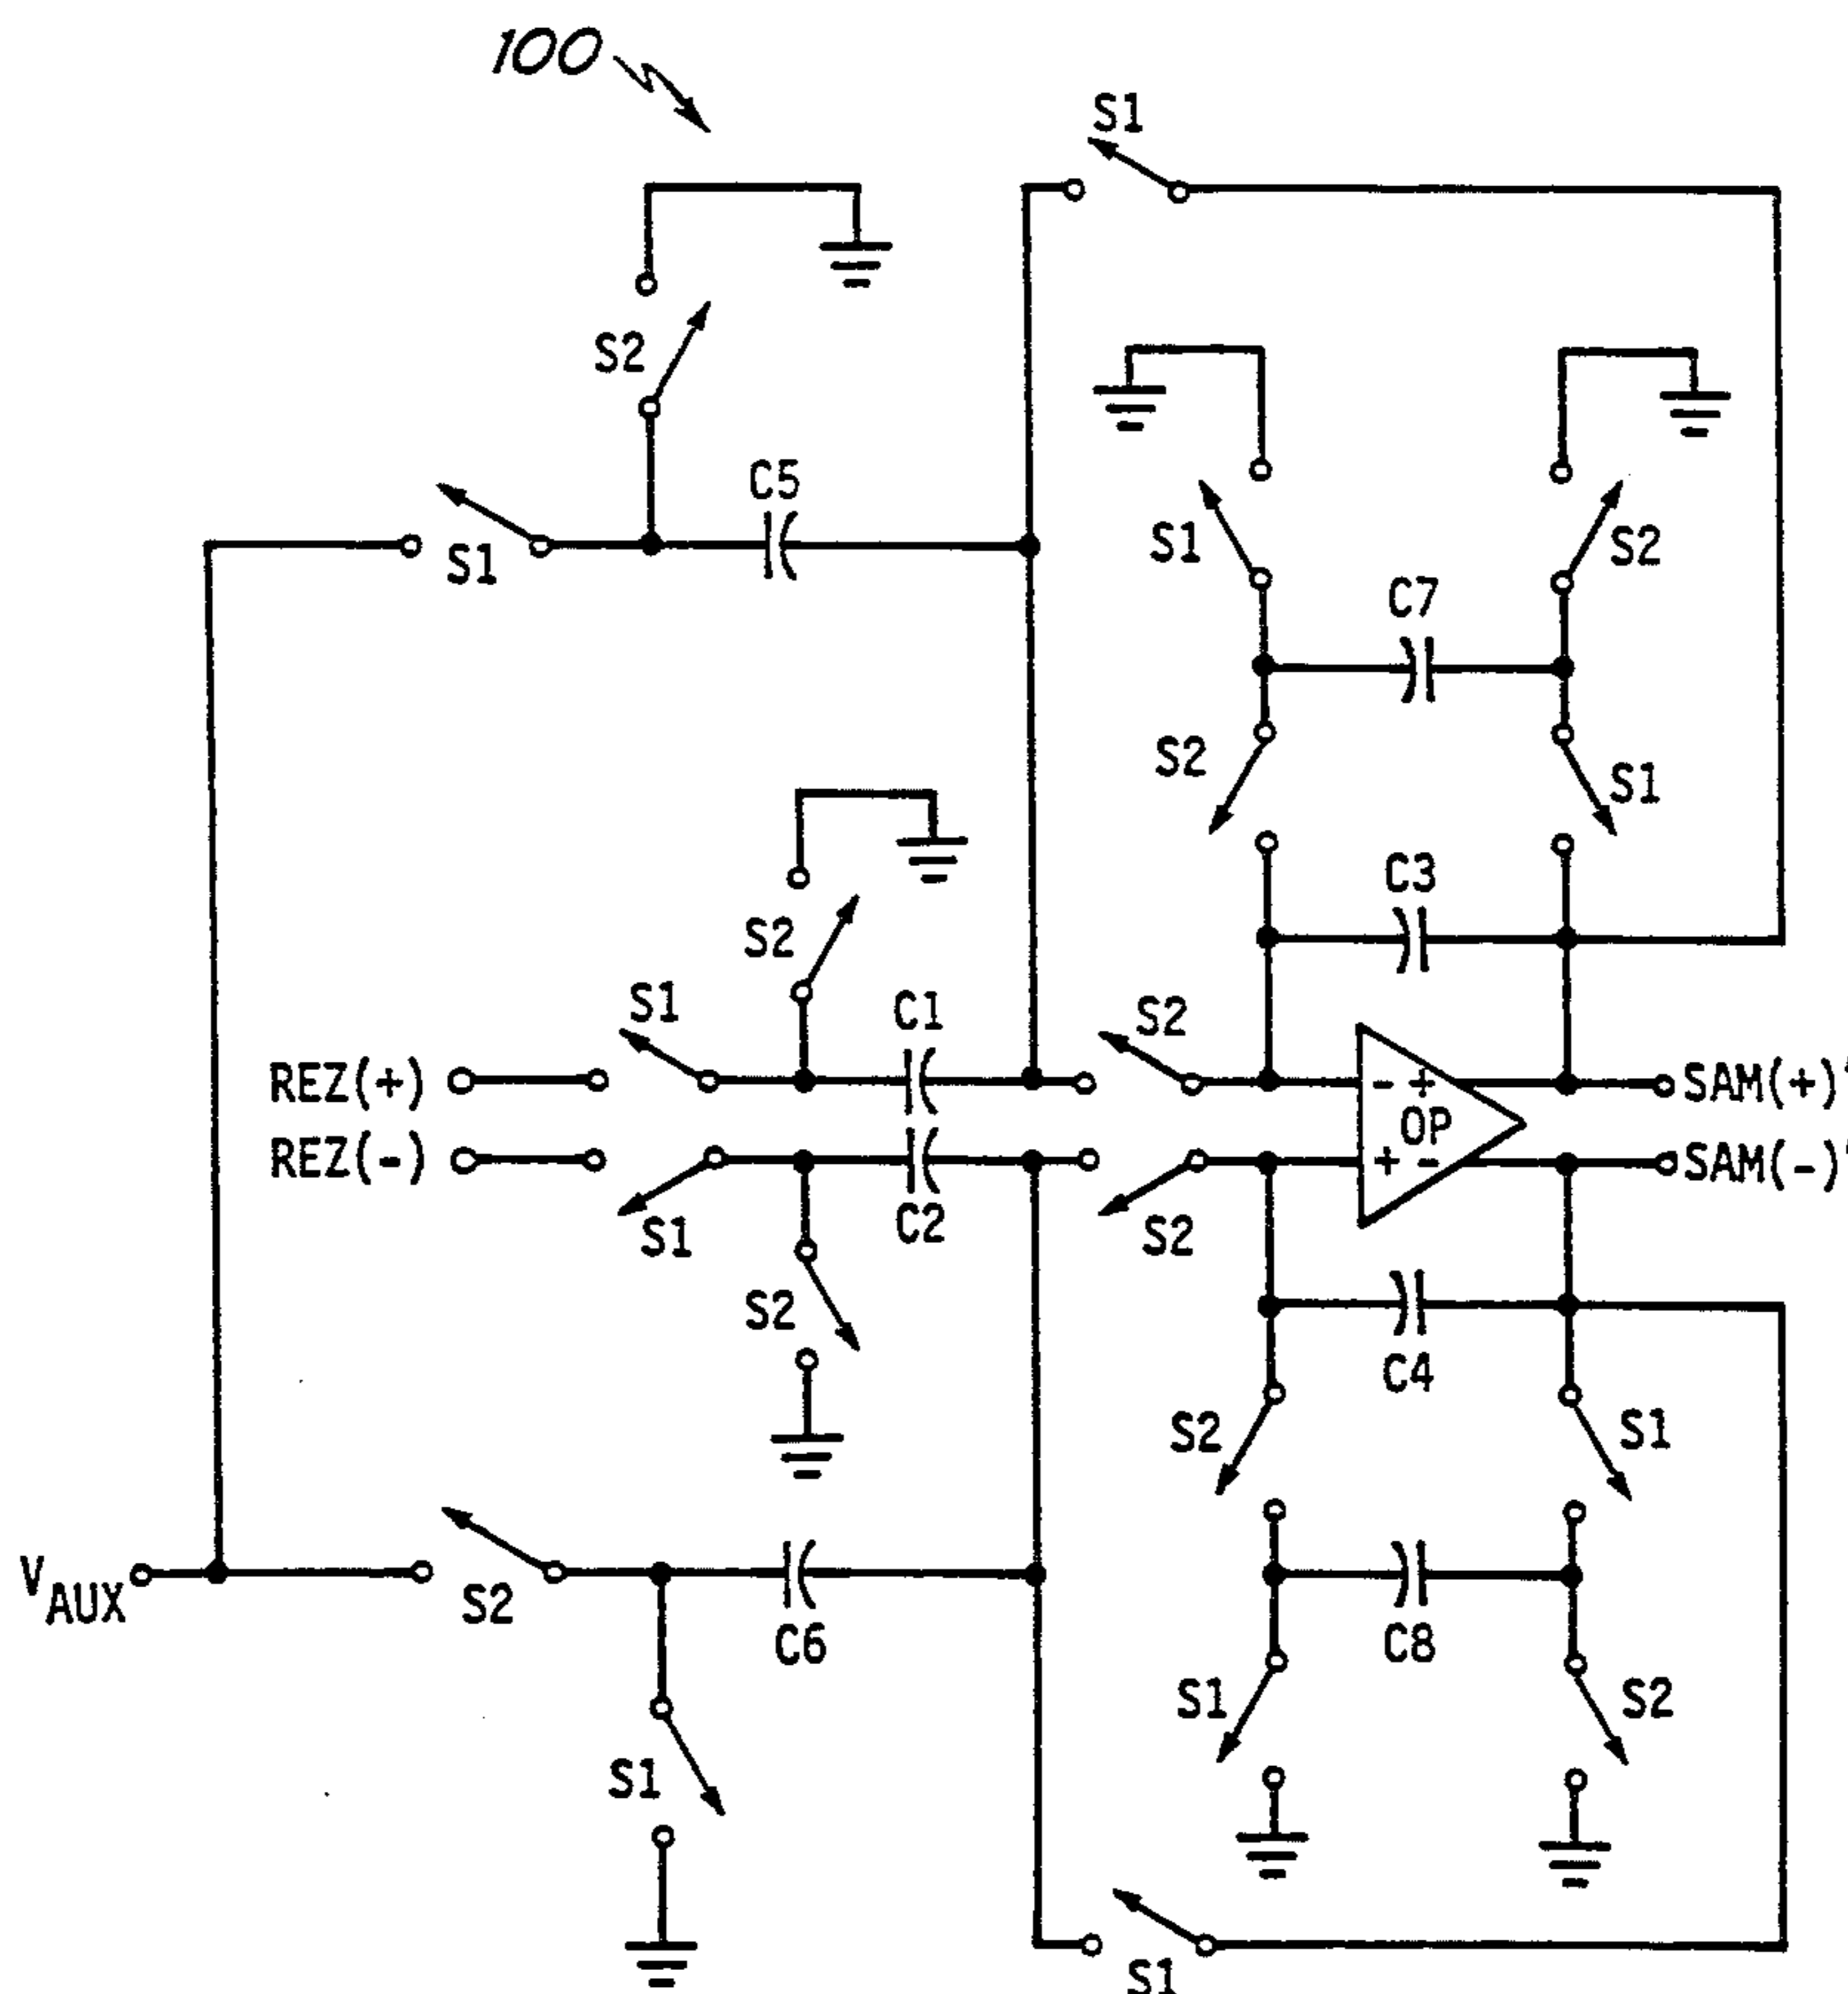 100
S1
S2
C5
S1
S1
S2
C7
S2
S1
C3
S2
S1
C1
S2
REZ(+)
- +
OP
SAM(+)'
REZ(-)
+ -
SAM(-)'
S1
C2
S2
S2
C4
S2
S1
VAUX
S2
C6
C8
S1
S2
S1
S1